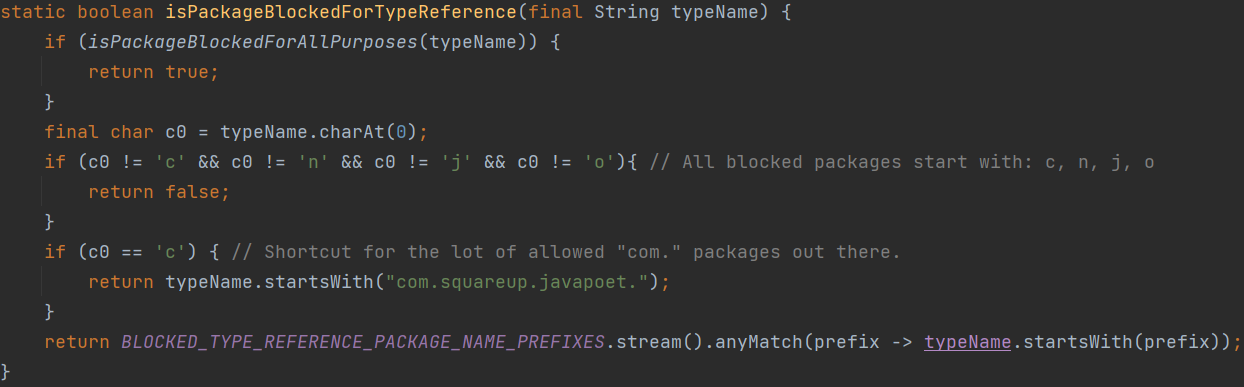 static boolean isPackageBlockedForTypeReference(final String typeName) {
    if (isPackageBlockedForAllPurposes(typeName)) {
        return true;
    }
    final char c0 = typeName.charAt(0);
    if (c0 != 'c' && c0 != 'n' && c0 != 'j' && c0 != 'o'){ // All blocked packages start with: c, n, j, o
        return false;
    }
    if (c0 == 'c') { // Shortcut for the lot of allowed "com." packages out there.
        return typeName.startsWith("com.squareup.javapoet.");
    }
    return BLOCKED_TYPE_REFERENCE_PACKAGE_NAME_PREFIXES.stream().anyMatch(prefix -> typeName.startsWith(prefix));
}